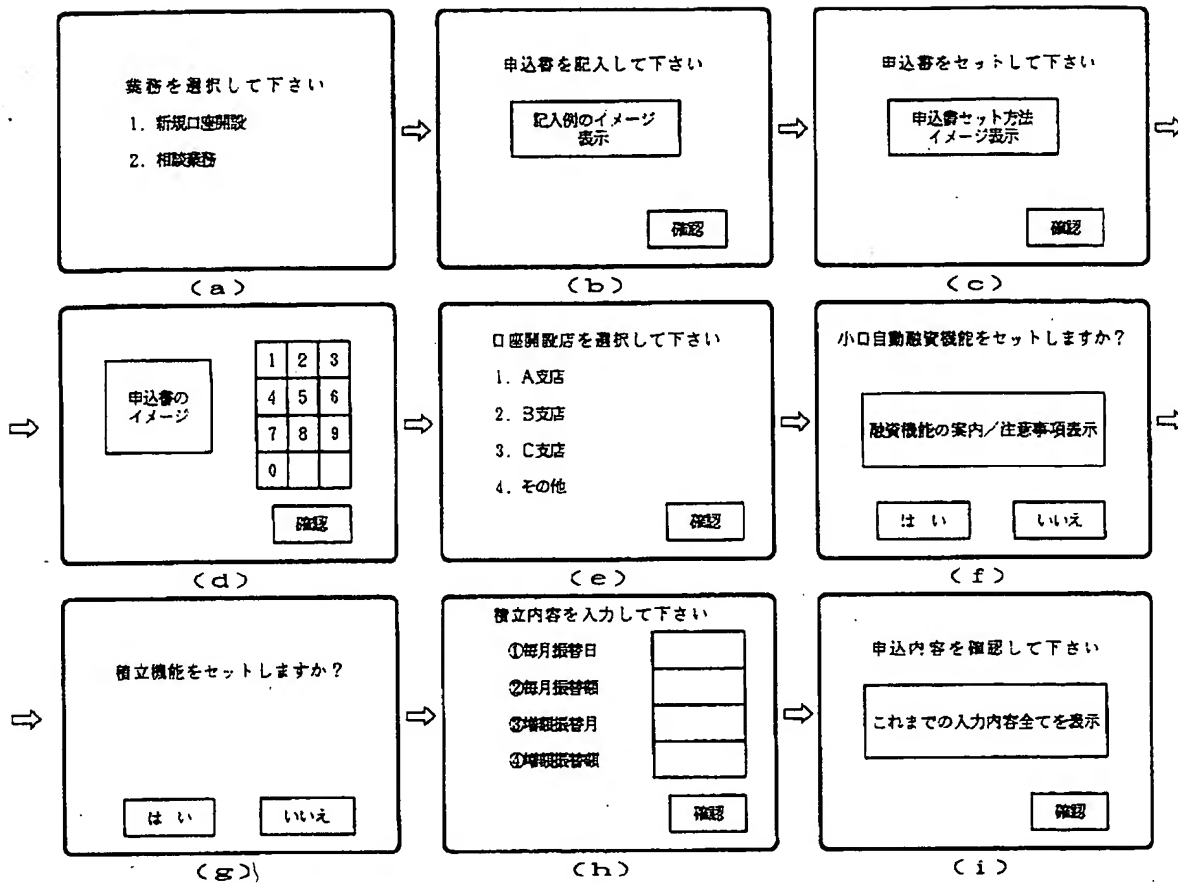 業務を選択して下さい
1. 新規口座開設
2. 相談業務
(a)
申込書を記入して下さい
記入例のイメージ
表示
確認
(b)
申込書をセットして下さい
申込書セット方法
イメージ表示
確認
(c)
申込書の
イメージ
1 2 3
4 5 6
7 8 9
0
確認
(d)
口座開設店を選択して下さい
1. A支店
2. B支店
3. C支店
4. その他
確認
(e)
小口自動融資機能をセットしますか?
融資機能の案内/注意事項表示
はい いいえ
(f)
積立機能をセットしますか?
はい いいえ
(g)
積立内容を入力して下さい
①毎月振替日
②毎月振替額
③増額振替月
④増額振替額
確認
(h)
申込内容を確認して下さい
これまでの入力内容全てを表示
確認
(i)